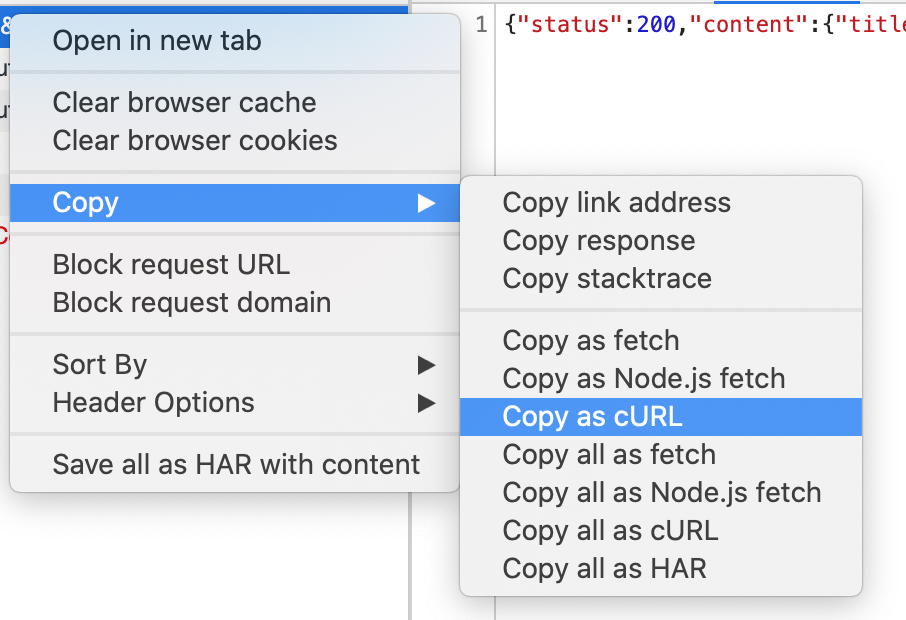 1 {"status":200,"content":{"title
Open in new tab
Clear browser cache
Clear browser cookies
Copy
Block request URL
Block request domain
Sort By
Header Options
Save all as HAR with content
Copy link address
Copy response
Copy stacktrace
Copy as fetch
Copy as Node.js fetch
Copy as cURL
Copy all as fetch
Copy all as Node.js fetch
Copy all as cURL
Copy all as HAR